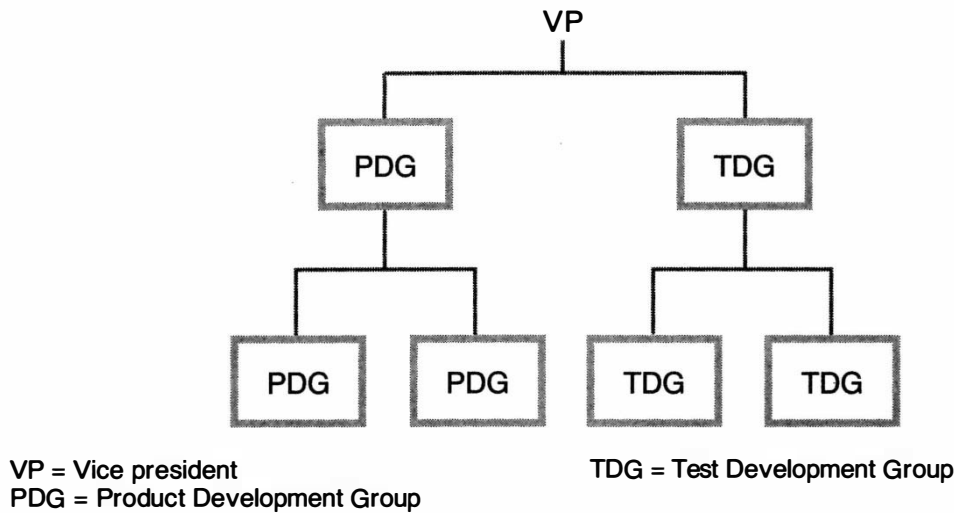 VP
PDG
TDG
PDG
PDG
TDG
TDG
VP = Vice president
PDG = Product Development Group
TDG = Test Development Group